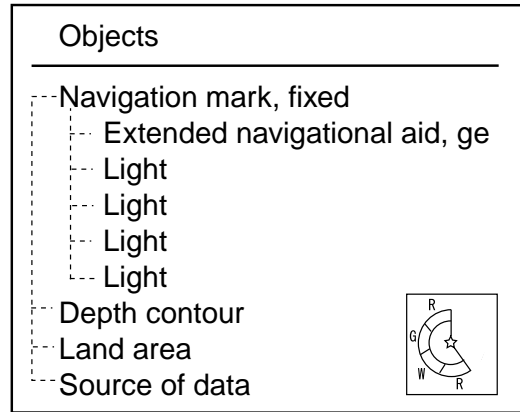 Objects
Navigation mark, fixed
Extended navigational aid, ge
Light
Light
Light
Light
Depth contour
Land area
Source of data
R
G
W
R